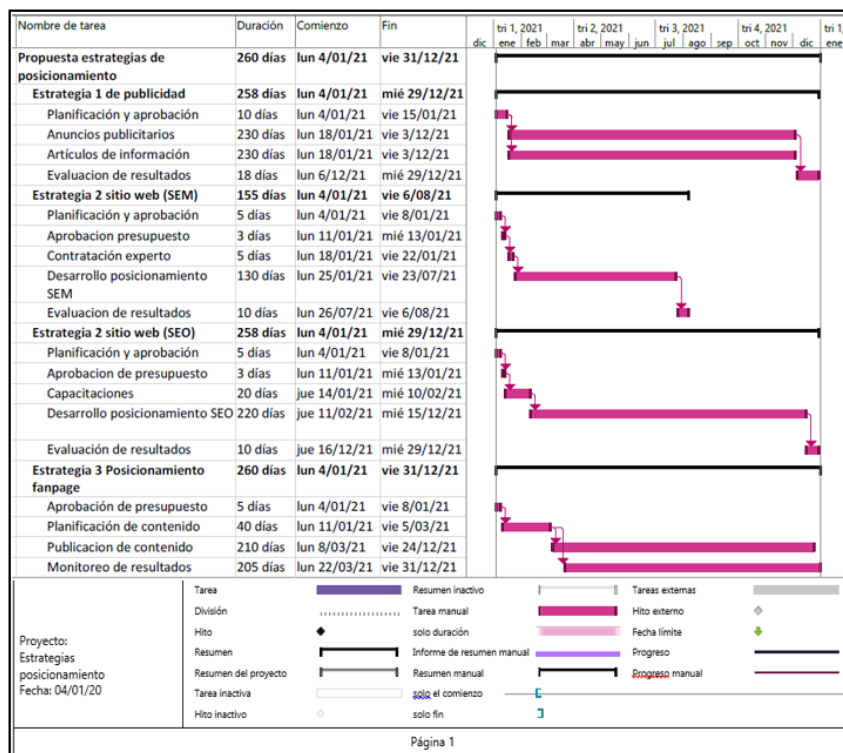 Nombre de tarea Duración Comienzo Fin tri 1, 2021 tri 2, 2021 tri 3, 2021 tri 4, 2021 tri 1,
dic ene feb mar abr may jun jul ago sep oct nov dic ene
Propuesta estrategias de 260 días lun 4/01/21 vie 31/12/21
posicionamiento
Estrategia 1 de publicidad 258 días lun 4/01/21 mié 29/12/21
Planificación y aprobación 10 días lun 4/01/21 vie 15/01/21
Anuncios publicitarios 230 días lun 18/01/21 vie 3/12/21
Artículos de información 230 días lun 18/01/21 vie 3/12/21
Evaluacion de resultados 18 días lun 6/12/21 mié 29/12/21
Estrategia 2 sitio web (SEM) 155 días lun 4/01/21 vie 6/08/21
Planificación y aprobación 5 días lun 4/01/21 vie 8/01/21
Aprobacion presupuesto 3 días lun 11/01/21 mié 13/01/21
Contratación experto 5 días lun 18/01/21 vie 22/01/21
Desarrollo posicionamiento 130 días lun 25/01/21 vie 23/07/21
SEM
Evaluacion de resultados 10 días lun 26/07/21 vie 6/08/21
Estrategia 2 sitio web (SEO) 258 días lun 4/01/21 mié 29/12/21
Planificación y aprobación 5 días lun 4/01/21 vie 8/01/21
Aprobacion de presupuesto 3 días lun 11/01/21 mié 13/01/21
Capacitaciones 20 días jue 14/01/21 mié 10/02/21
Desarrollo posicionamiento SEO 220 días jue 11/02/21 mié 15/12/21
Evaluación de resultados 10 días jue 16/12/21 mié 29/12/21
Estrategia 3 Posicionamiento 260 días lun 4/01/21 vie 31/12/21
fanpage
Aprobación de presupuesto 5 días lun 4/01/21 vie 8/01/21
Planificación de contenido 40 días lun 11/01/21 vie 5/03/21
Publicacion de contenido 210 días lun 8/03/21 vie 24/12/21
Monitoreo de resultados 205 días lun 22/03/21 vie 31/12/21
Proyecto:
Estrategias
posicionamiento
Fecha: 04/01/20
Tarea Resumen inactivo Tareas externas
División Tarea manual Hito externo
Hito solo duración Fecha límite
Resumen Informe de resumen manual Progreso
Resumen del proyecto Resumen manual Progreso manual
Tarea inactiva solo el comienzo
Hito inactivo solo fin
Página 1